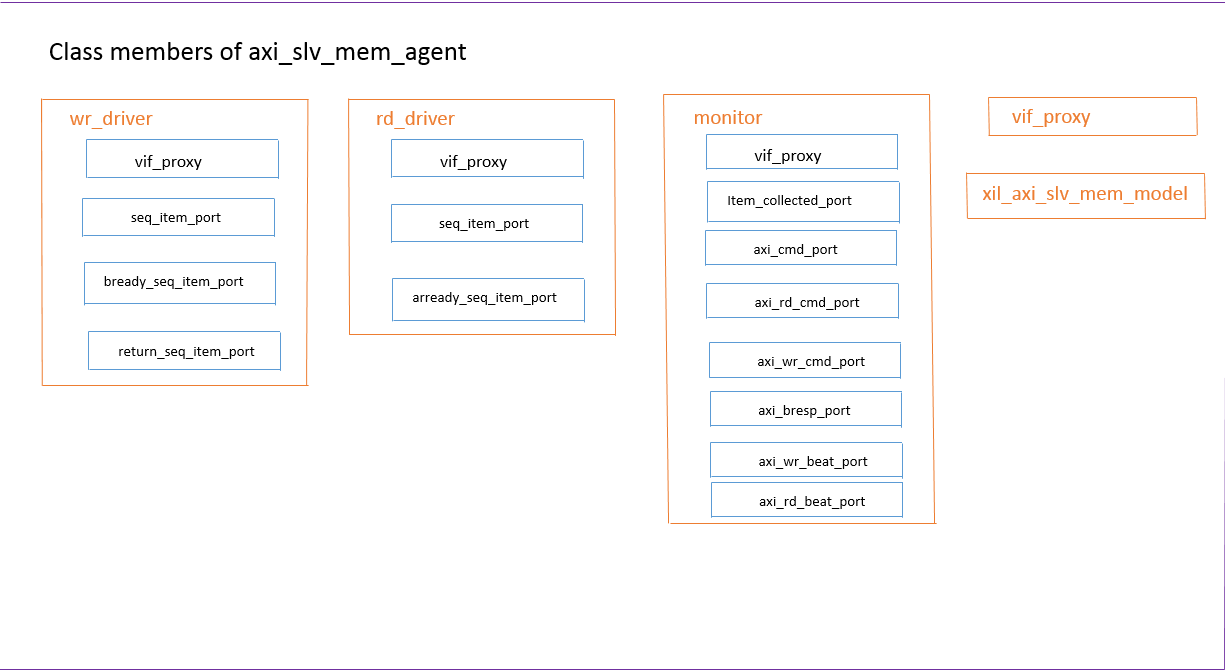 Class members of axi_slv_mem_agent
wr_driver
vif_proxy
seq_item_port
bready_seq_item_port
return_seq_item_port
rd_driver
vif_proxy
seq_item_port
arready_seq_item_port
monitor
vif_proxy
Item_collected_port
axi_cmd_port
axi_rd_cmd_port
axi_wr_cmd_port
axi_bresp_port
axi_wr_beat_port
axi_rd_beat_port
vif_proxy
xil_axi_slv_mem_model